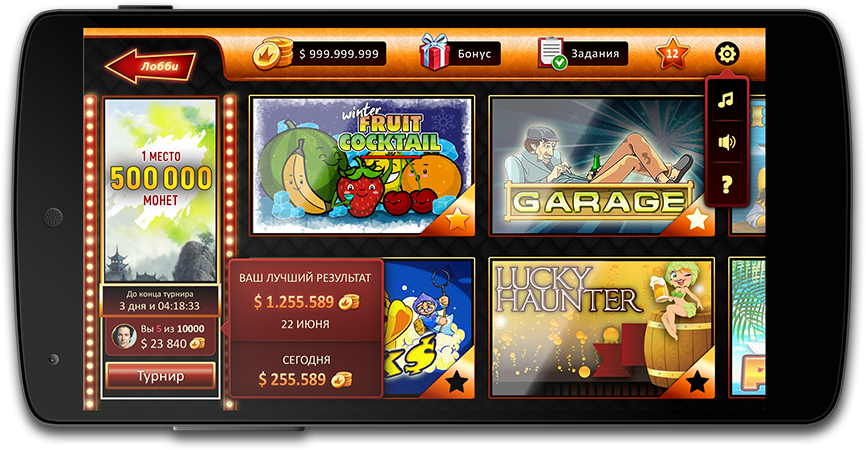 Лобби
$ 999.999.999
Бонус
Задания
12
1 МЕСТО
500 000
МОНЕТ
До конца турнира
3 дня и 04:18:33
Вы 5 из 10000
$ 23 840
Турнир
ВАШ ЛУЧШИЙ РЕЗУЛЬТАТ
$ 1.255.589
22 ИЮНЯ
СЕГОДНЯ
$ 255.589
winter
FRUIT
COCKTAIL
GARAGE
?
LUCKY
HAUNTER